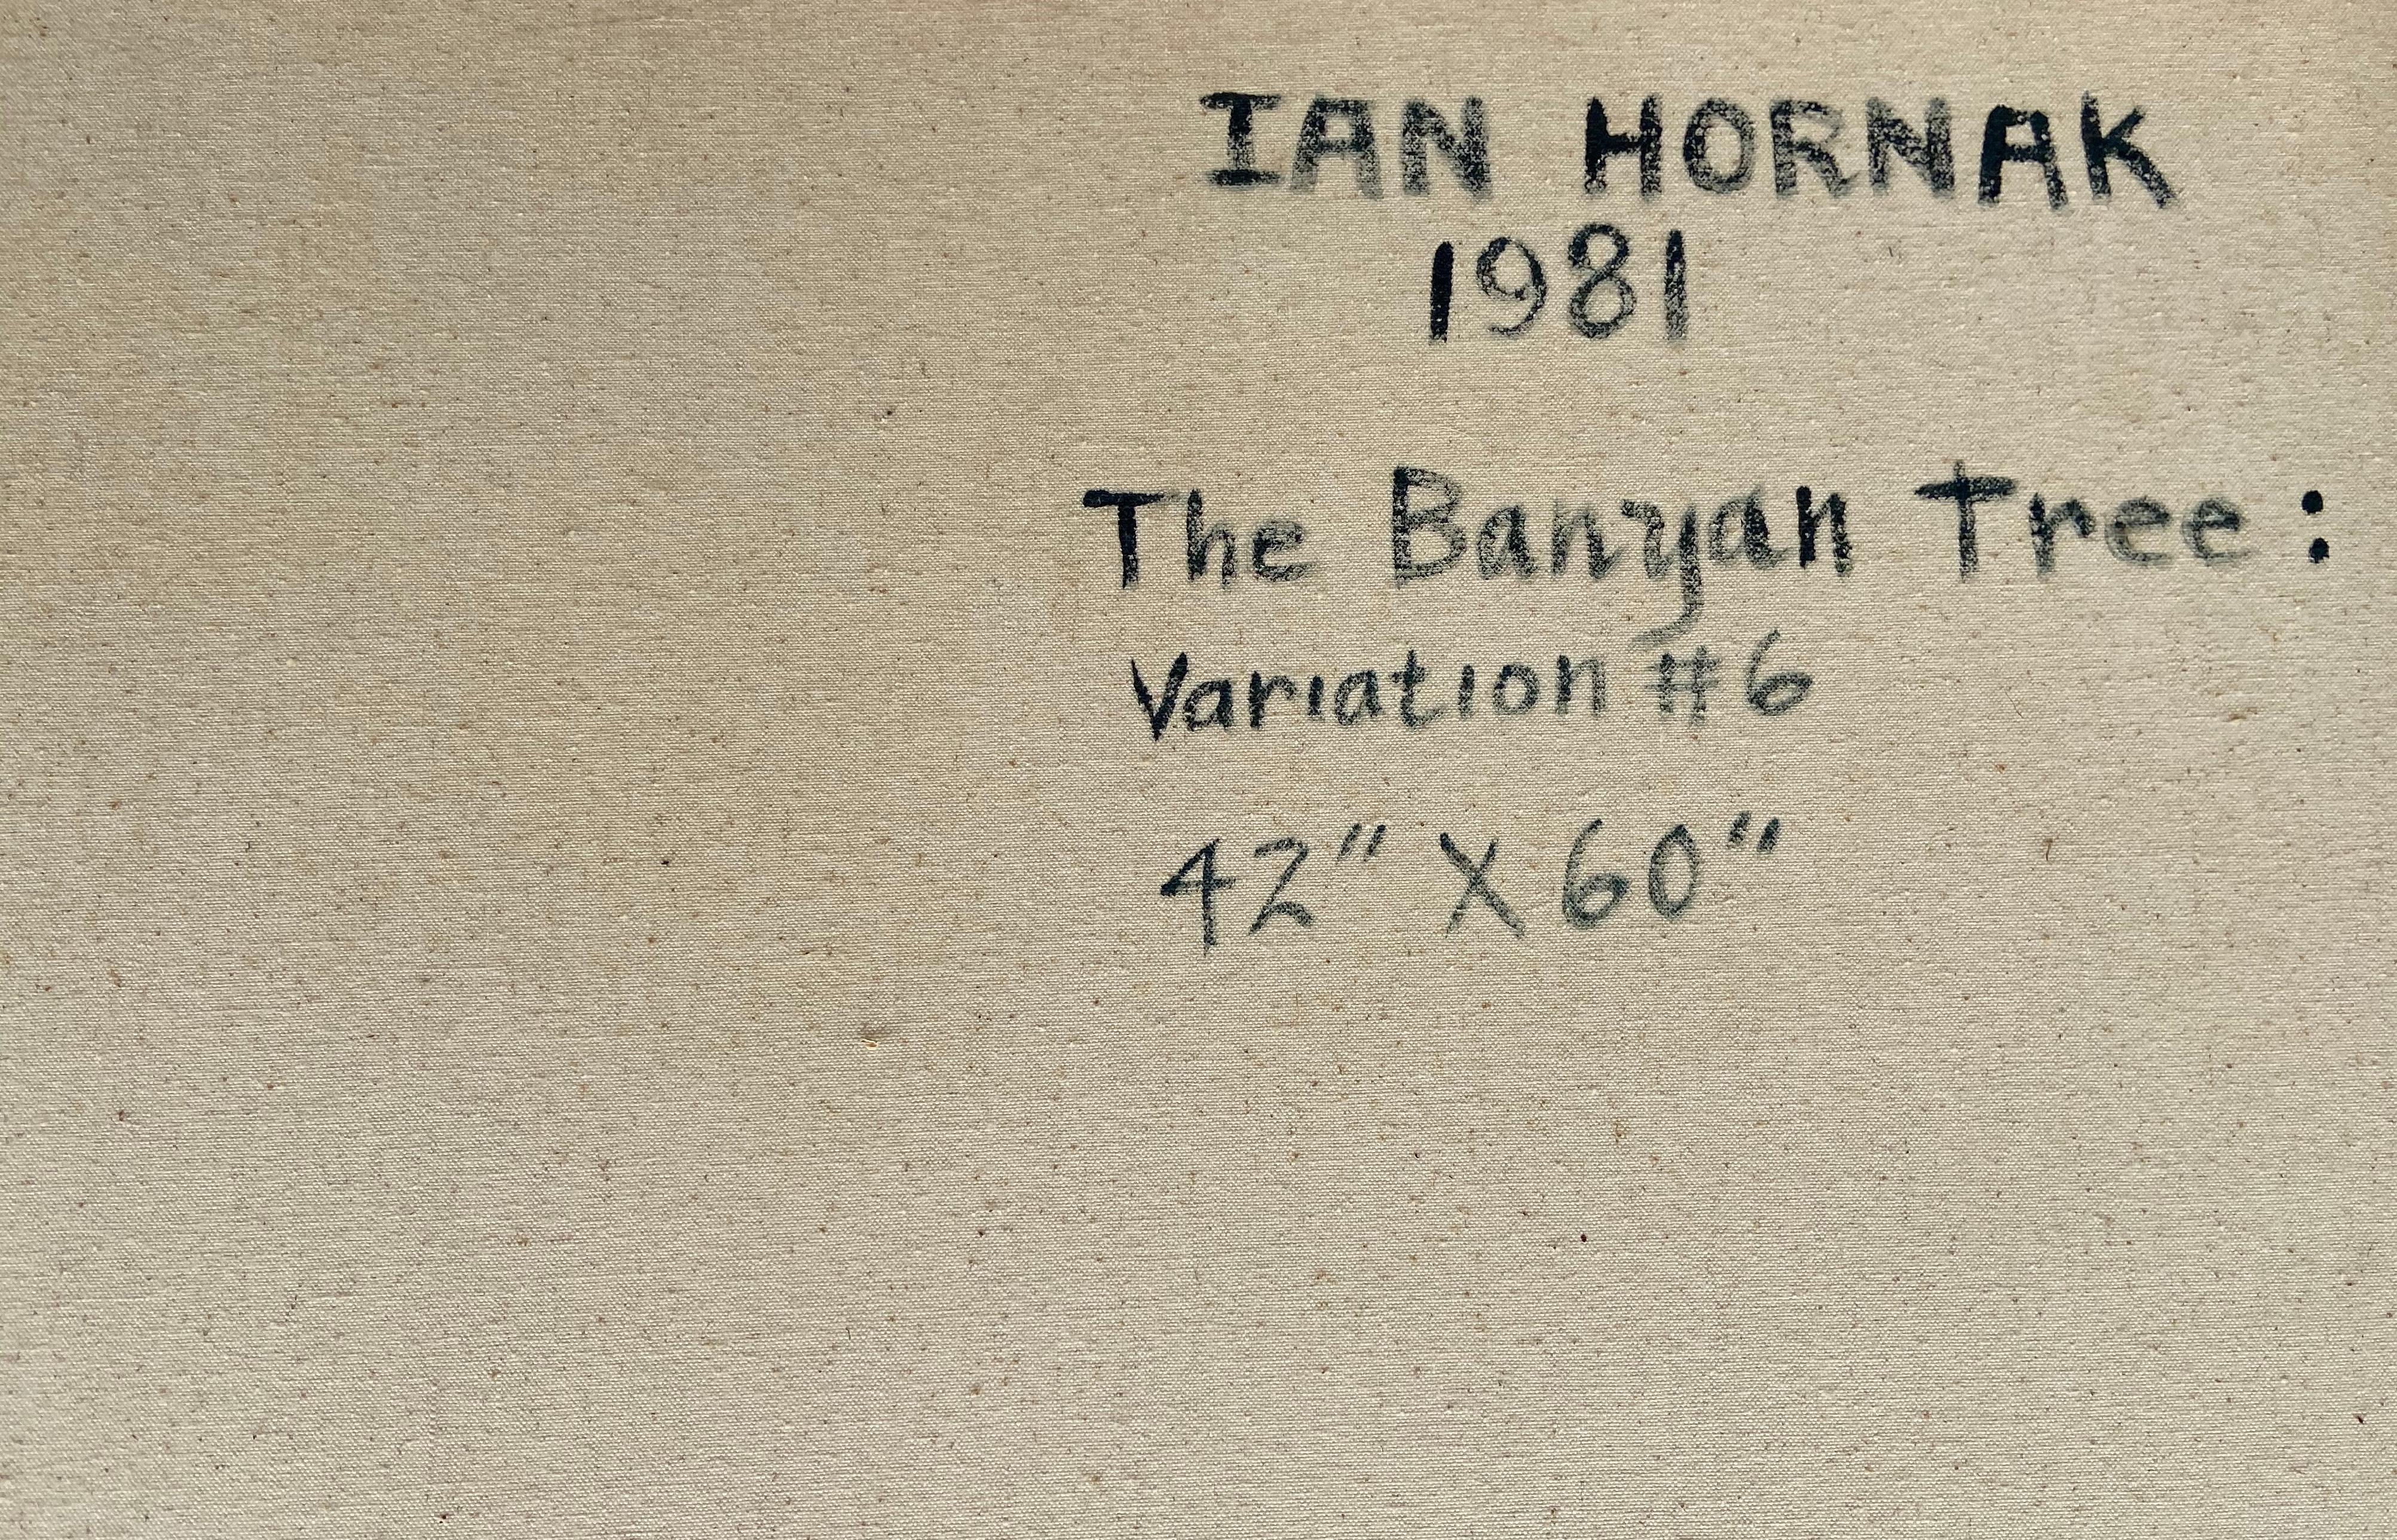 IAN HORNAK
1981
The Banyan Tree:
Variation #6
42" X 60"